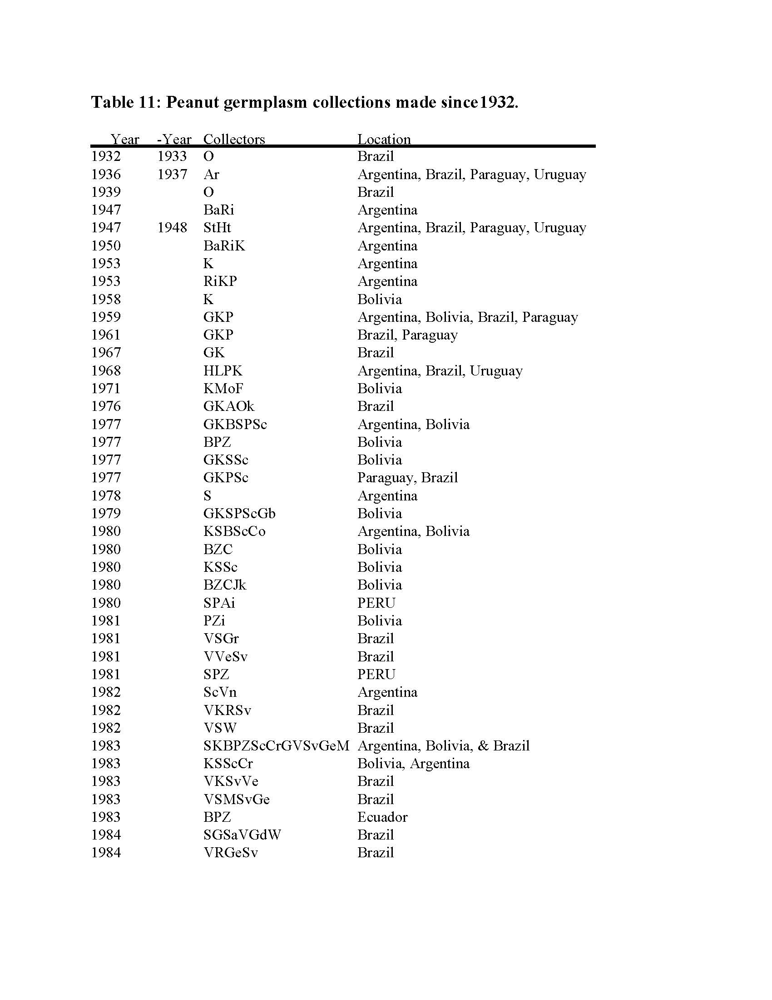 Table 11: Peanut germplasm collections made since1932.
Year -Year Collectors Location
1932 1933 O Brazil
1936 1937 Ar Argentina, Brazil, Paraguay, Uruguay
1939 O Brazil
1947 BaRi Argentina
1947 1948 StHt Argentina, Brazil, Paraguay, Uruguay
1950 BaRiK Argentina
1953 K Argentina
1953 RiKP Argentina
1958 K Bolivia
1959 GKP Argentina, Bolivia, Brazil, Paraguay
1961 GKP Brazil, Paraguay
1967 GK Brazil
1968 HLPK Argentina, Brazil, Uruguay
1971 KMoF Bolivia
1976 GKAOk Brazil
1977 GKBSPSc Argentina, Bolivia
1977 BPZ Bolivia
1977 GKSSc Bolivia
1977 GKPSc Paraguay, Brazil
1978 S Argentina
1979 GKSPScGb Bolivia
1980 KSBScCo Argentina, Bolivia
1980 BZC Bolivia
1980 KSSc Bolivia
1980 BZCJk Bolivia
1980 SPAi PERU
1981 PZi Bolivia
1981 VSGr Brazil
1981 VVeSv Brazil
1981 SPZ PERU
1982 ScVn Argentina
1982 VKRSv Brazil
1982 VSW Brazil
1983 SKBPZScCrGVSvGeM Argentina, Bolivia, & Brazil
1983 KSScCr Bolivia, Argentina
1983 VKSvVe Brazil
1983 VSMSvGe Brazil
1983 BPZ Ecuador
1984 SGSaVGdW Brazil
1984 VRGeSv Brazil